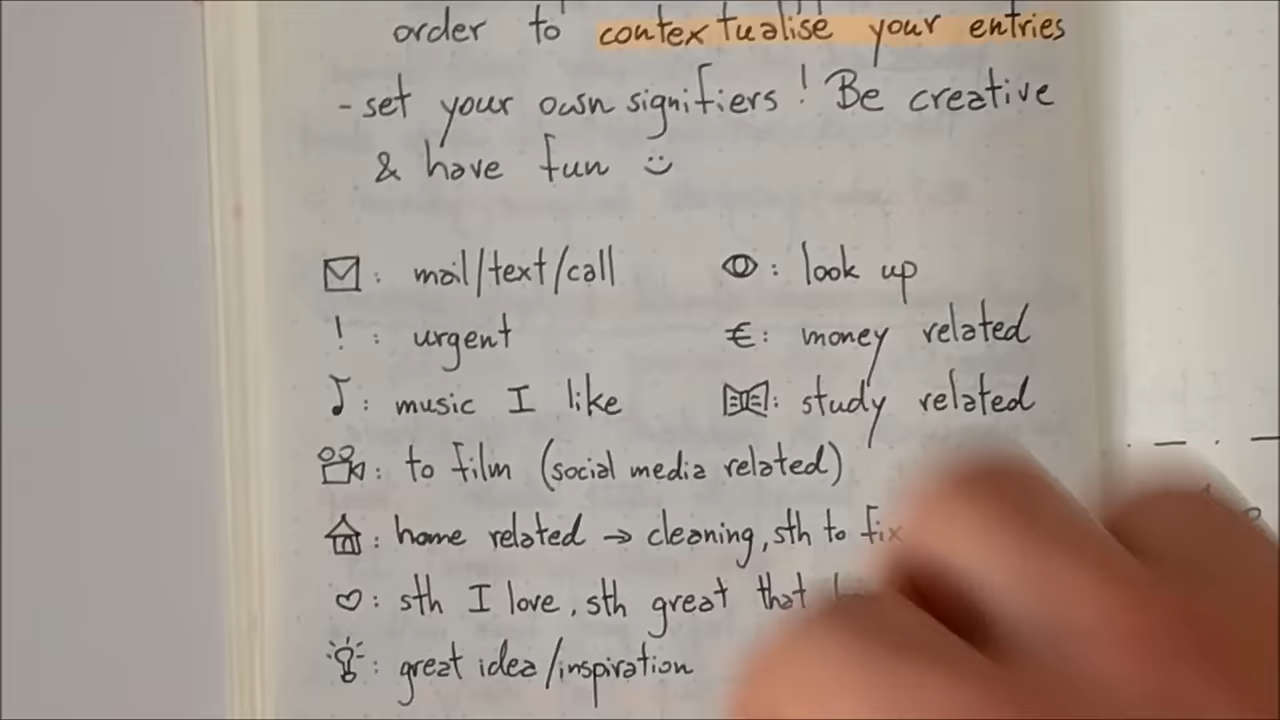 order to contextualise your entries
- set your own signifiers! Be creative
& have fun :)
: mail/text/call
: look up
! : urgent
€: money related
♪: music I like
: study related
: to film (social media related)
: home related → cleaning, sth to fix
♡: sth I love, sth great that
: great idea/inspiration